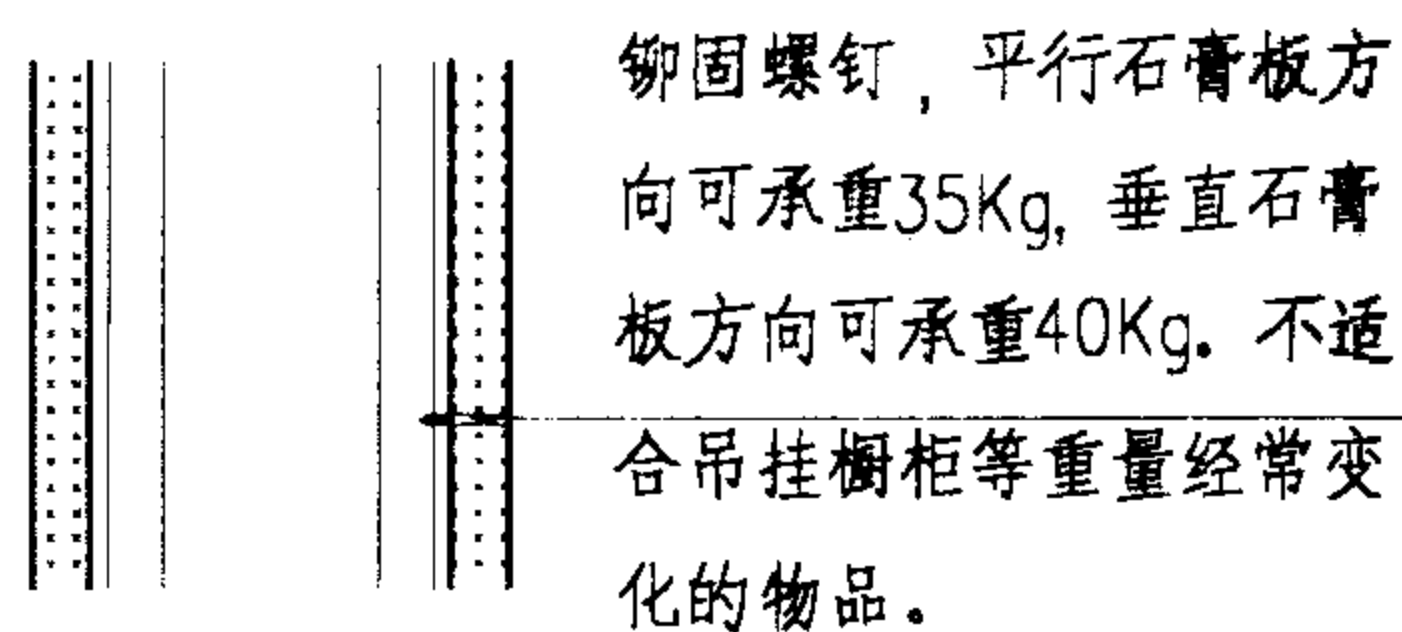 铆固螺钉，平行石膏板方
向可承重35Kg，垂直石膏
板方向可承重40Kg。不适
合吊挂橱柜等重量经常变
化的物品。